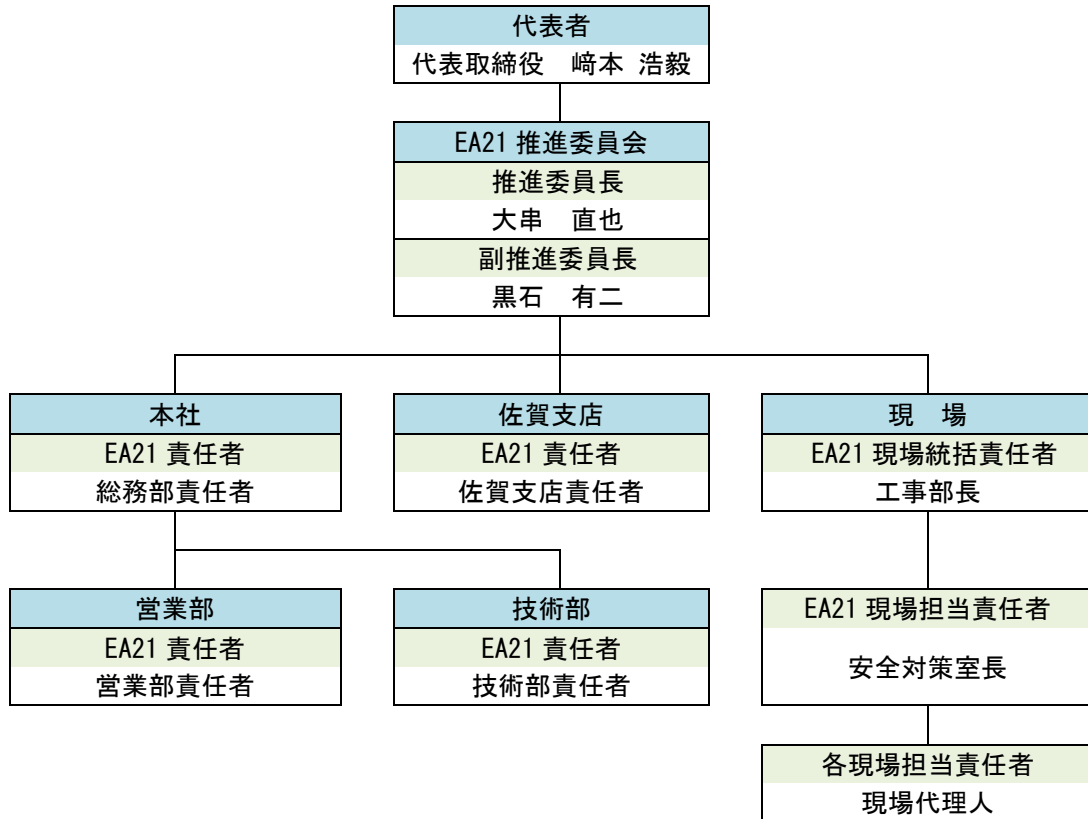 代表者
代表取締役　﨑本 浩毅
EA21 推進委員会
推進委員長
大串　直也
副推進委員長
黒石　有二
本社
EA21 責任者
総務部責任者
佐賀支店
EA21 責任者
佐賀支店責任者
現　場
EA21 現場統括責任者
工事部長
営業部
EA21 責任者
営業部責任者
技術部
EA21 責任者
技術部責任者
EA21 現場担当責任者
安全対策室長
各現場担当責任者
現場代理人